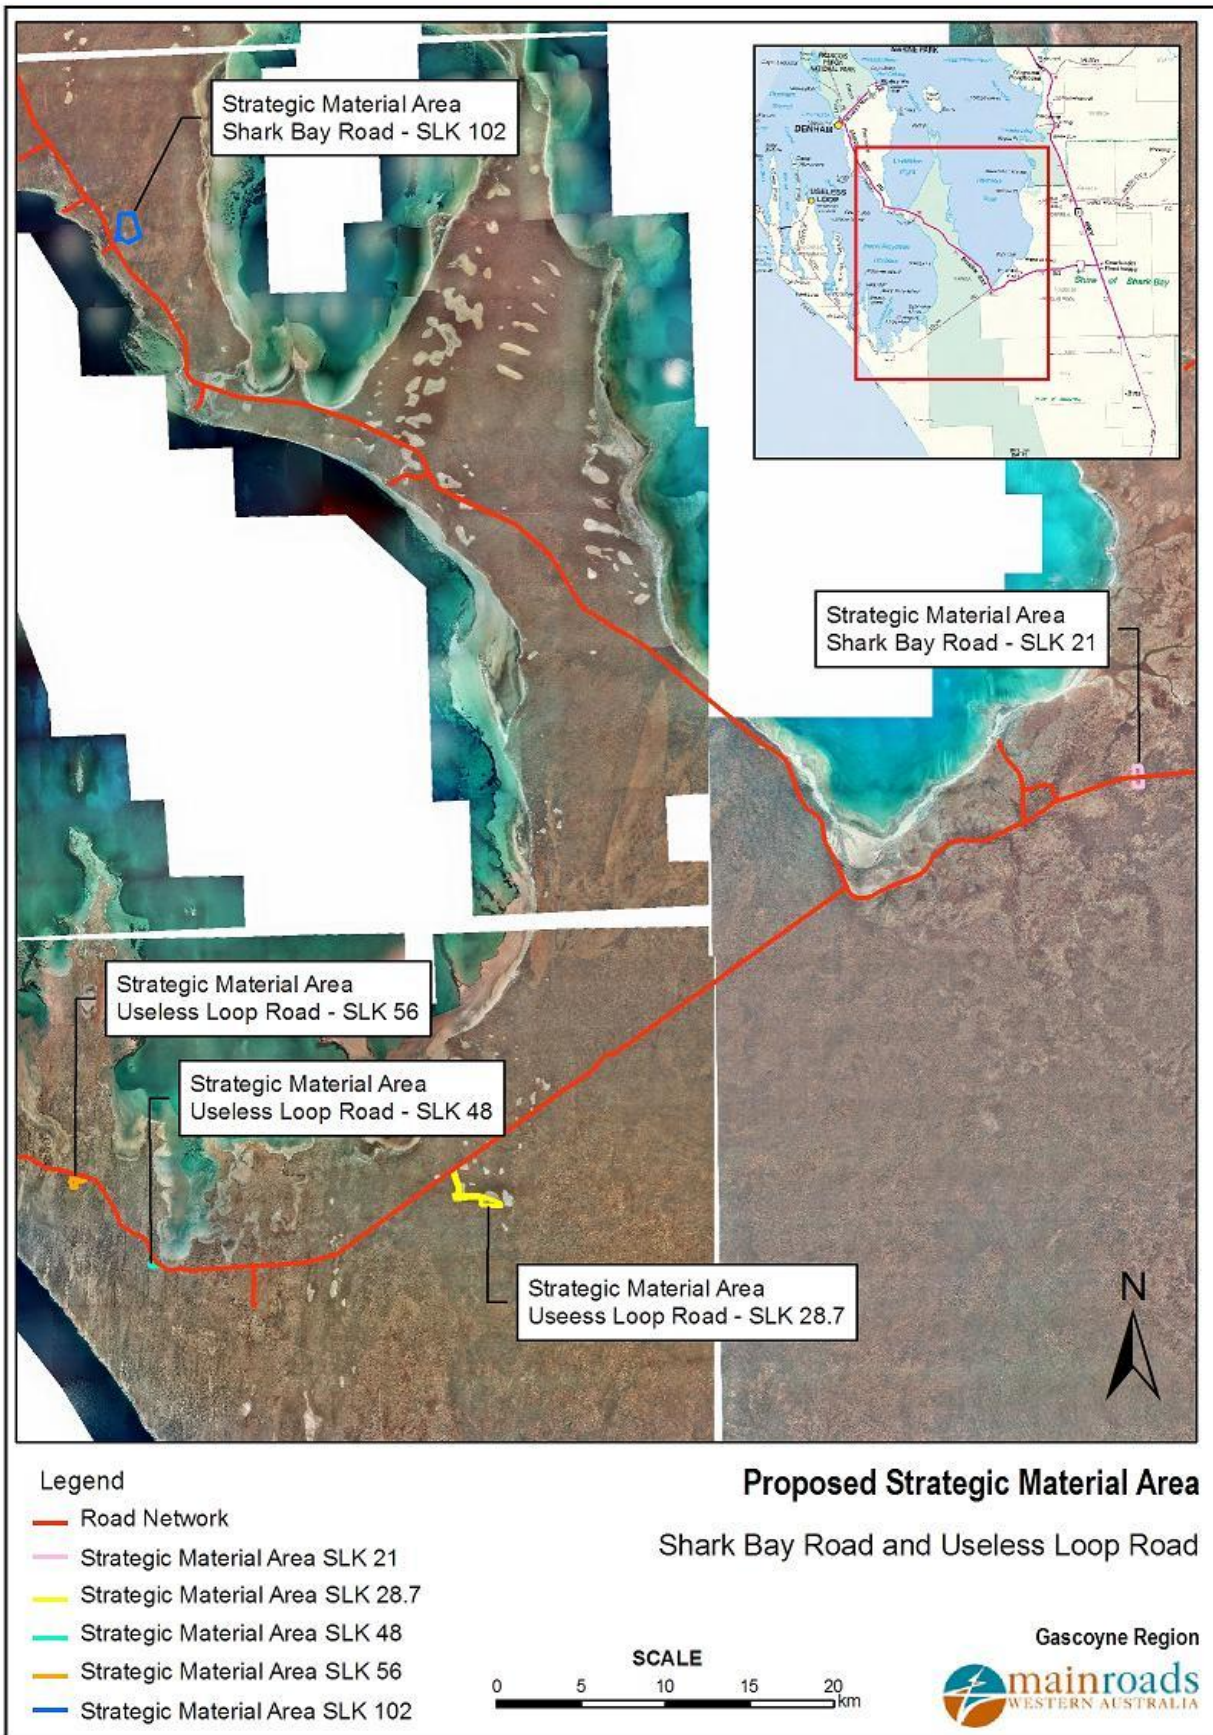 Strategic Material Area
Shark Bay Road - SLK 102
DENHAM
USELESS
LOOP
Shire of Shark Bay
Strategic Material Area
Shark Bay Road - SLK 21
Strategic Material Area
Useless Loop Road - SLK 56
Strategic Material Area
Useless Loop Road - SLK 48
Strategic Material Area
Useess Loop Road - SLK 28.7
N
Legend
Road Network
Strategic Material Area SLK 21
Strategic Material Area SLK 28.7
Strategic Material Area SLK 48
Strategic Material Area SLK 56
Strategic Material Area SLK 102
Proposed Strategic Material Area
Shark Bay Road and Useless Loop Road
SCALE
0 5 10 15 20
km
Gascoyne Region
mainroads
WESTERN AUSTRALIA